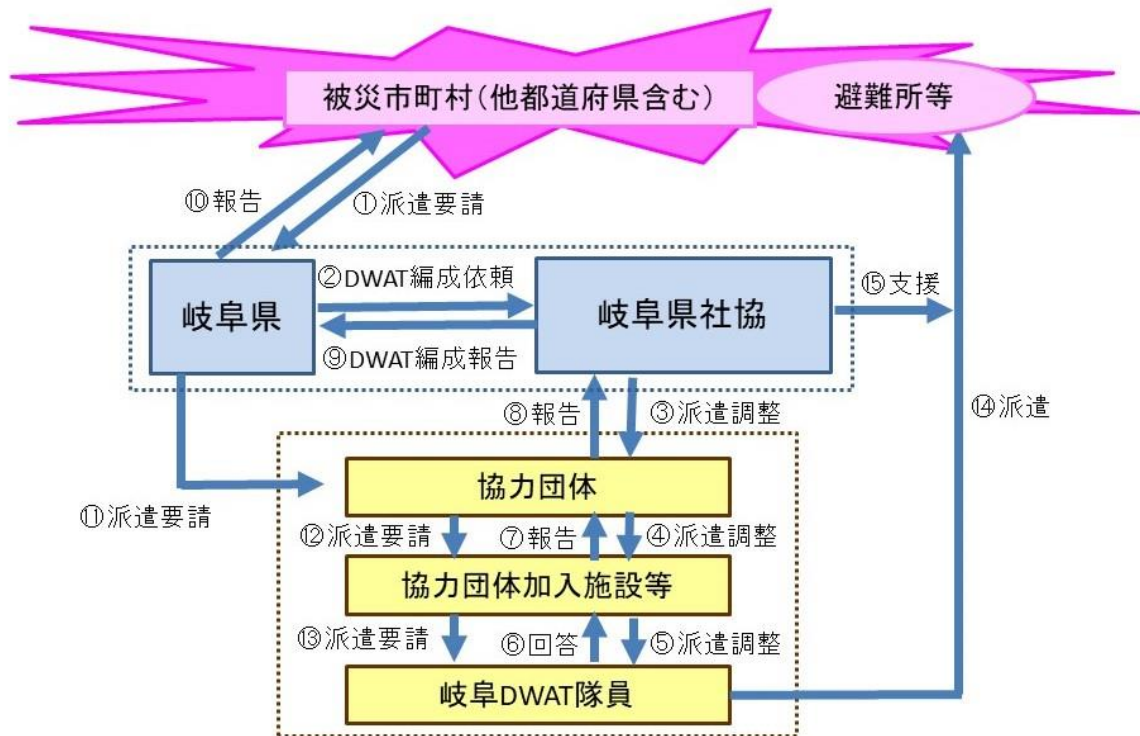 被災市町村(他都道府県含む)
避難所等
⑩報告
①派遣要請
岐阜県
②DWAT編成依頼
⑨DWAT編成報告
岐阜県社協
⑮支援
⑧報告
③派遣調整
⑭派遣
⑪派遣要請
協力団体
⑫派遣要請
⑦報告
④派遣調整
協力団体加入施設等
⑬派遣要請
⑥回答
⑤派遣調整
岐阜DWAT隊員